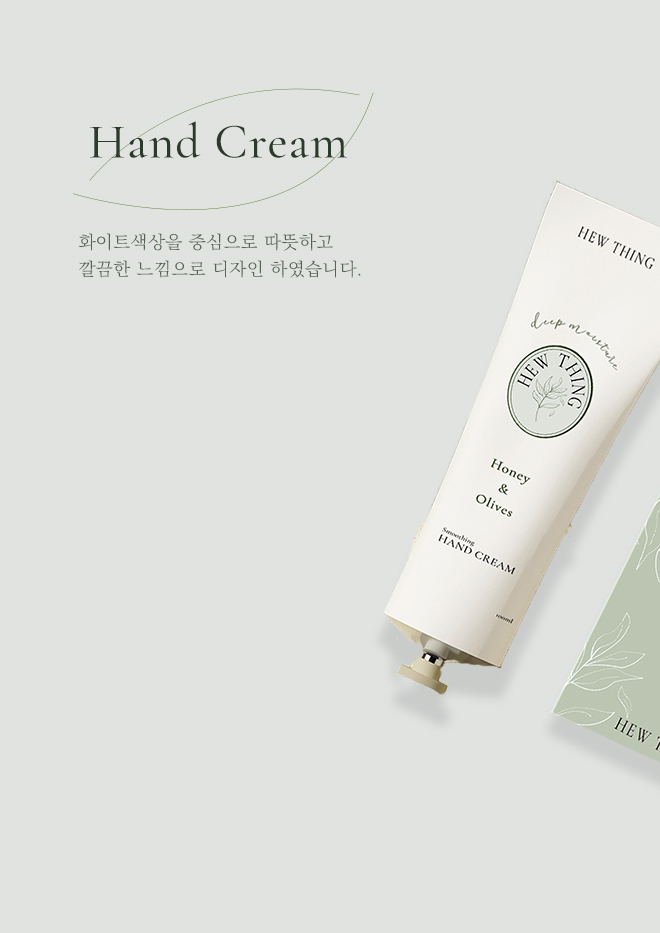 Hand Cream
화이트색상을 중심으로 따뜻하고
깔끔한 느낌으로 디자인 하였습니다.
HEW THING
deep moisture
HEW THING
Honey
&
Olives
Smoothing
HAND CREAM
100ml
HEW T